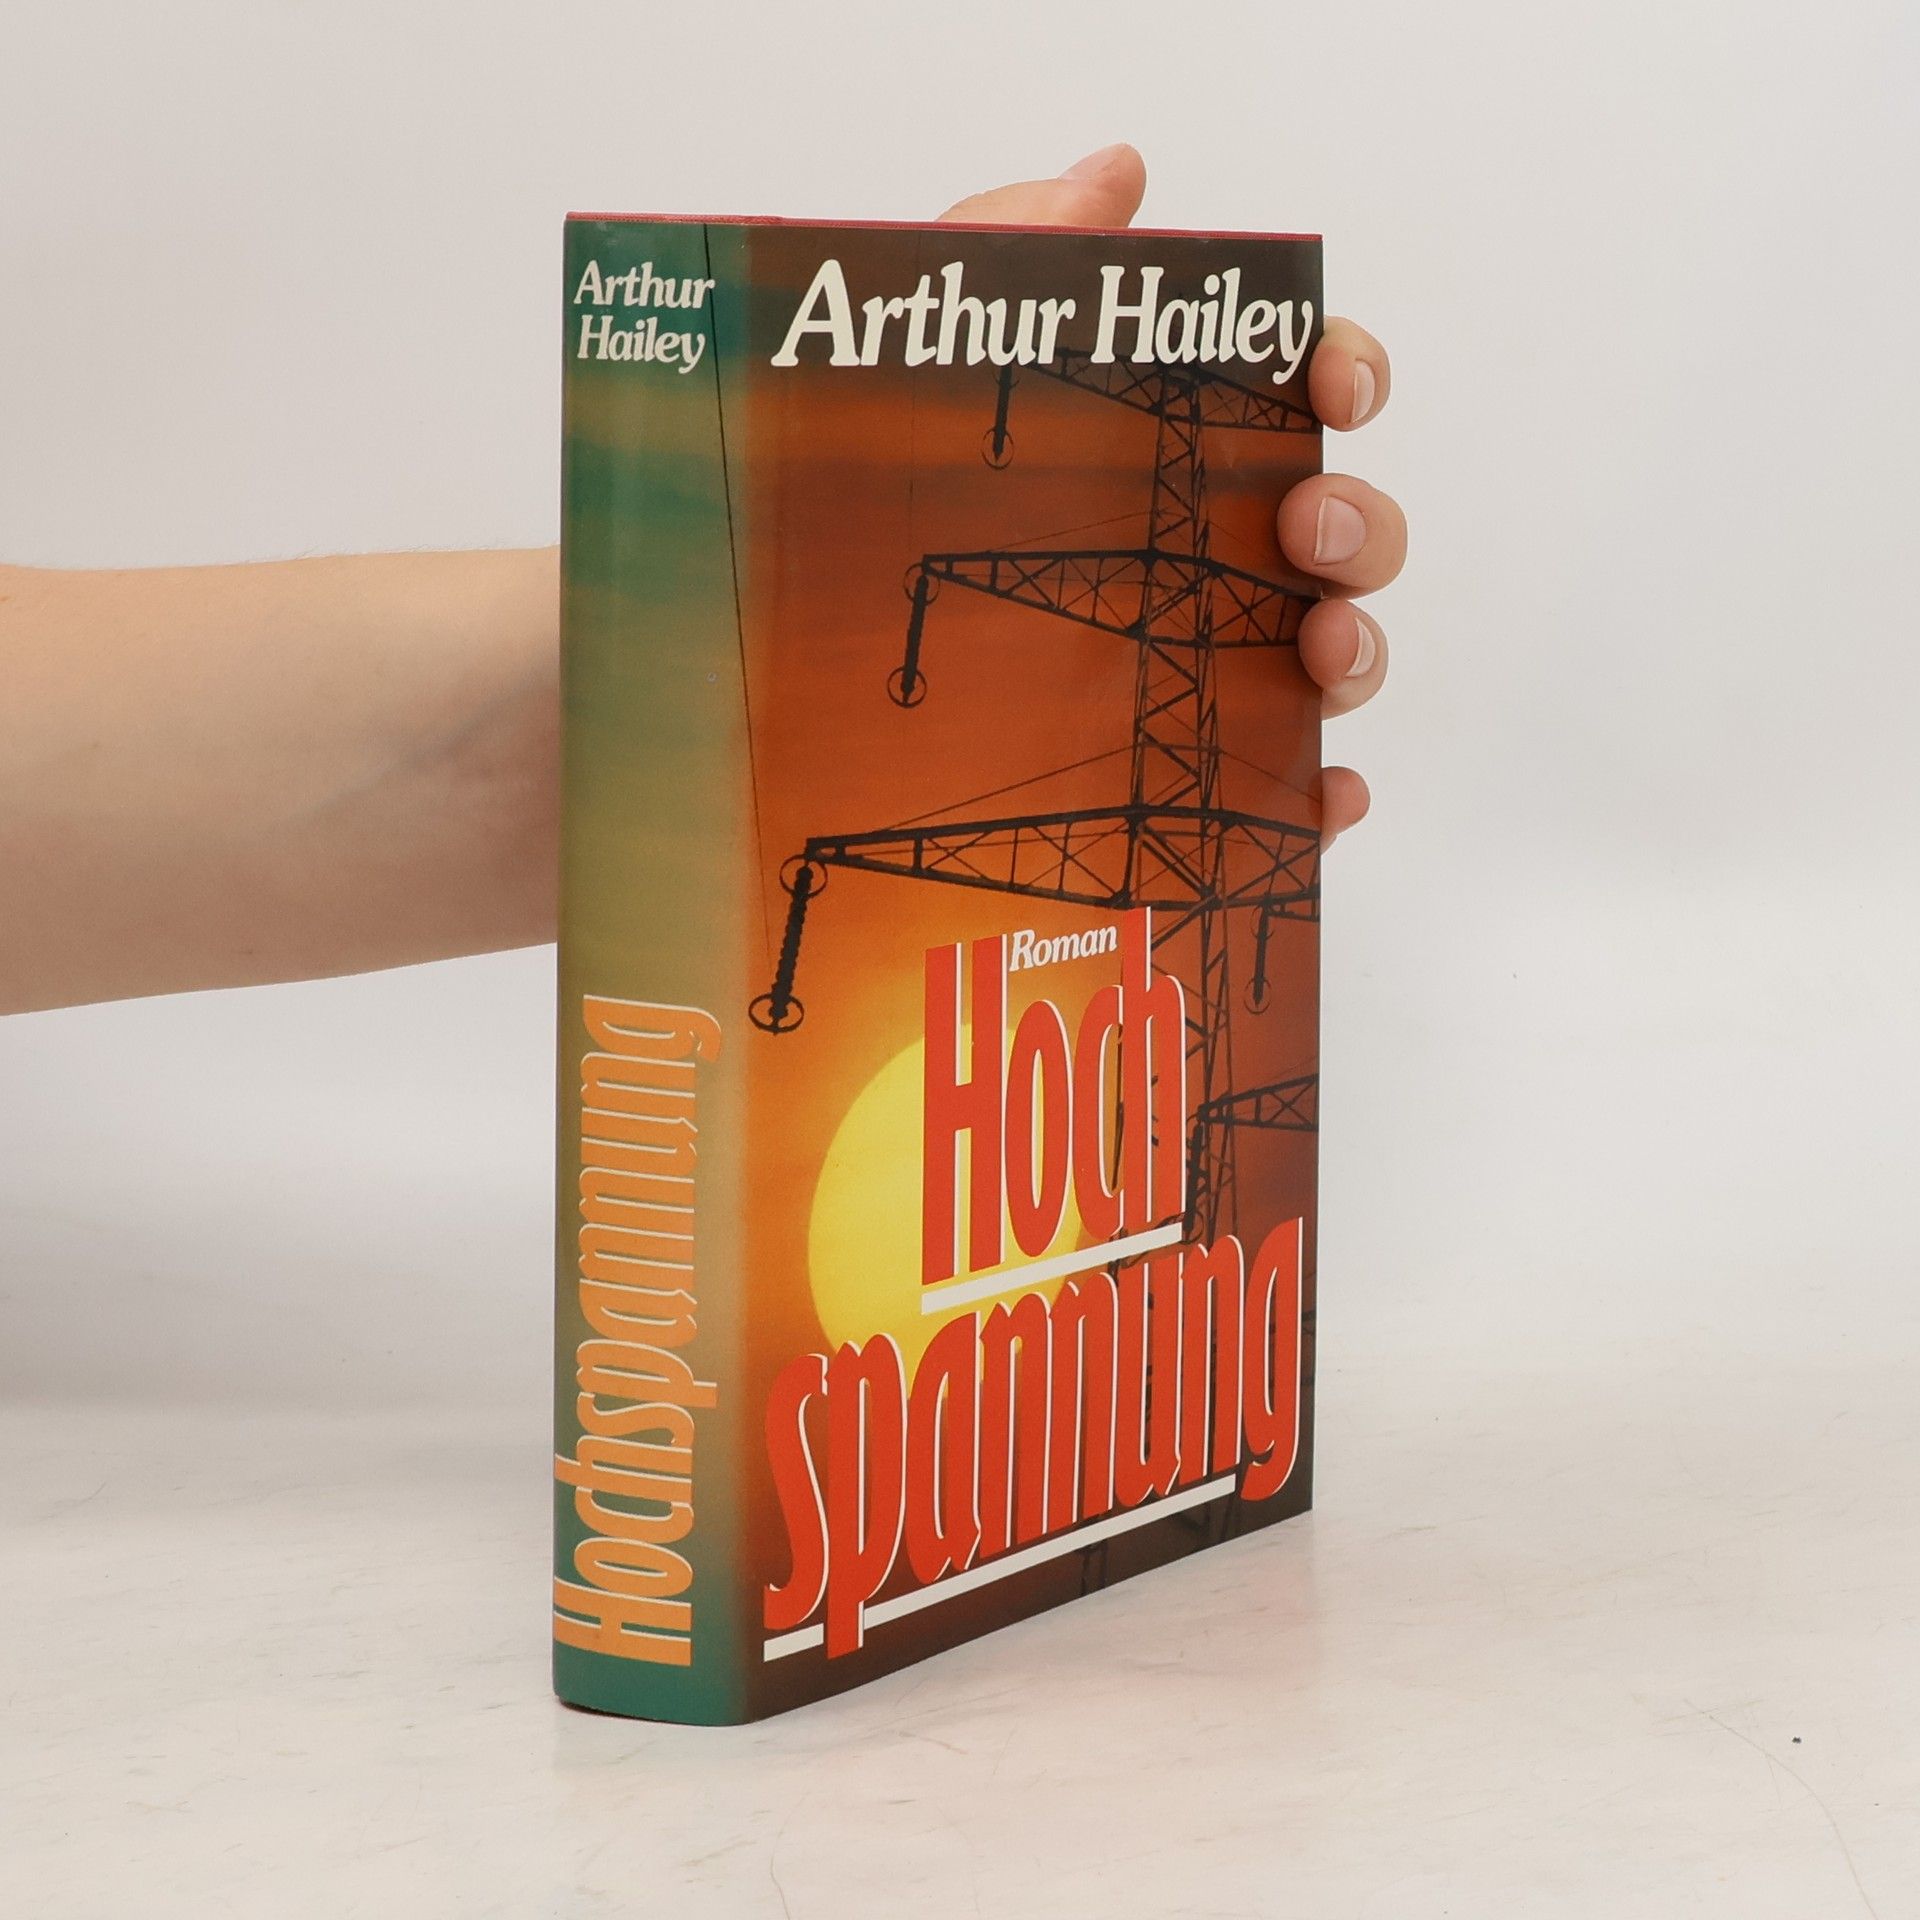 Arthur
Hailey
Hochspannung
Arthur Hailey
Roman
Hoch
spannung